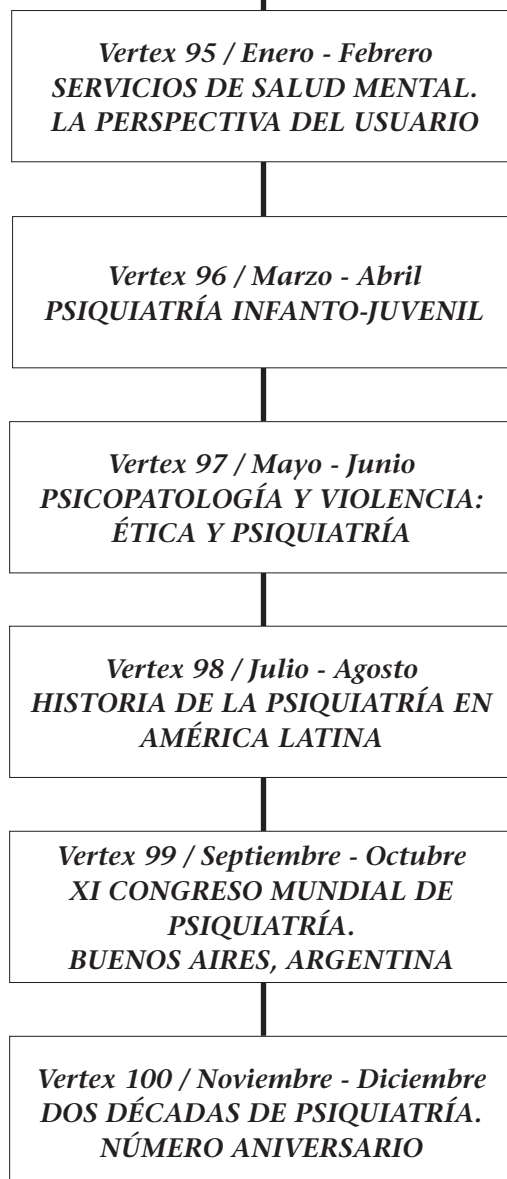 Vertex 95 / Enero - Febrero
SERVICIOS DE SALUD MENTAL.
LA PERSPECTIVA DEL USUARIO
Vertex 96 / Marzo - Abril
PSIQUIATRÍA INFANTO-JUVENIL
Vertex 97 / Mayo - Junio
PSICOPATOLOGÍA Y VIOLENCIA:
ÉTICA Y PSIQUIATRÍA
Vertex 98 / Julio - Agosto
HISTORIA DE LA PSIQUIATRÍA EN
AMÉRICA LATINA
Vertex 99 / Septiembre - Octubre
XI CONGRESO MUNDIAL DE
PSIQUIATRÍA.
BUENOS AIRES, ARGENTINA
Vertex 100 / Noviembre - Diciembre
DOS DÉCADAS DE PSIQUIATRÍA.
NÚMERO ANIVERSARIO